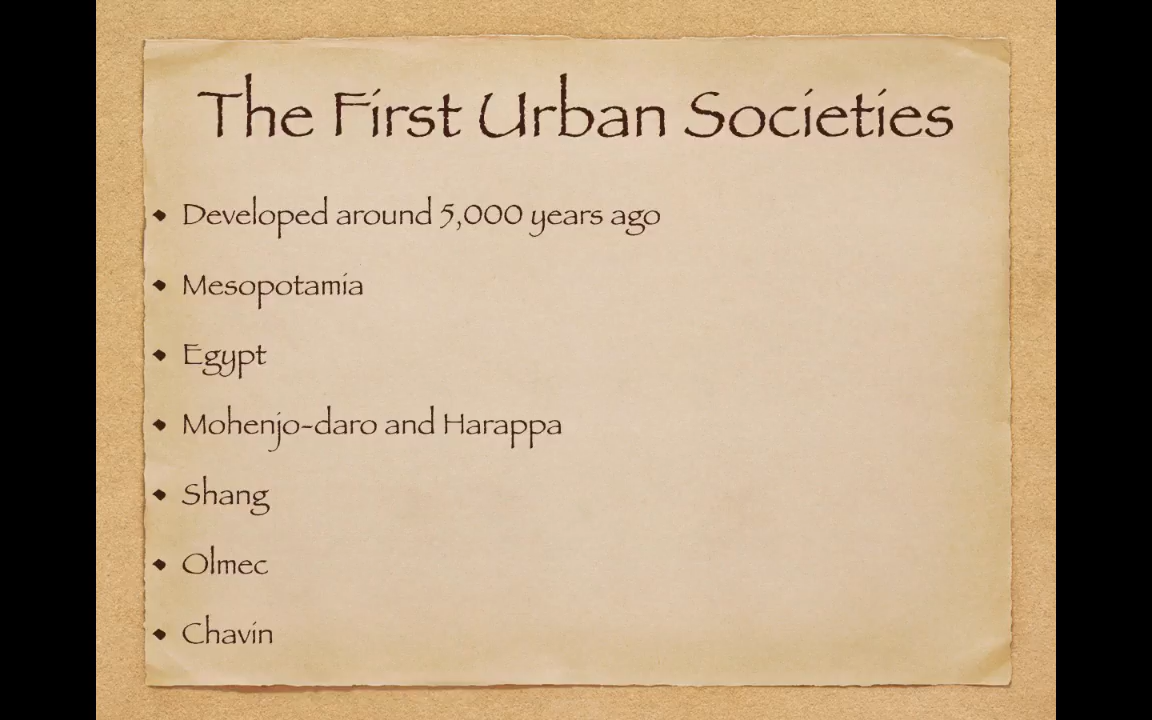 The First Urban Societies
• Developed around 5,000 years ago
• Mesopotamia
• Egypt
• Mohenjo-daro and Harappa
• Shang
• Olmec
• Chavin